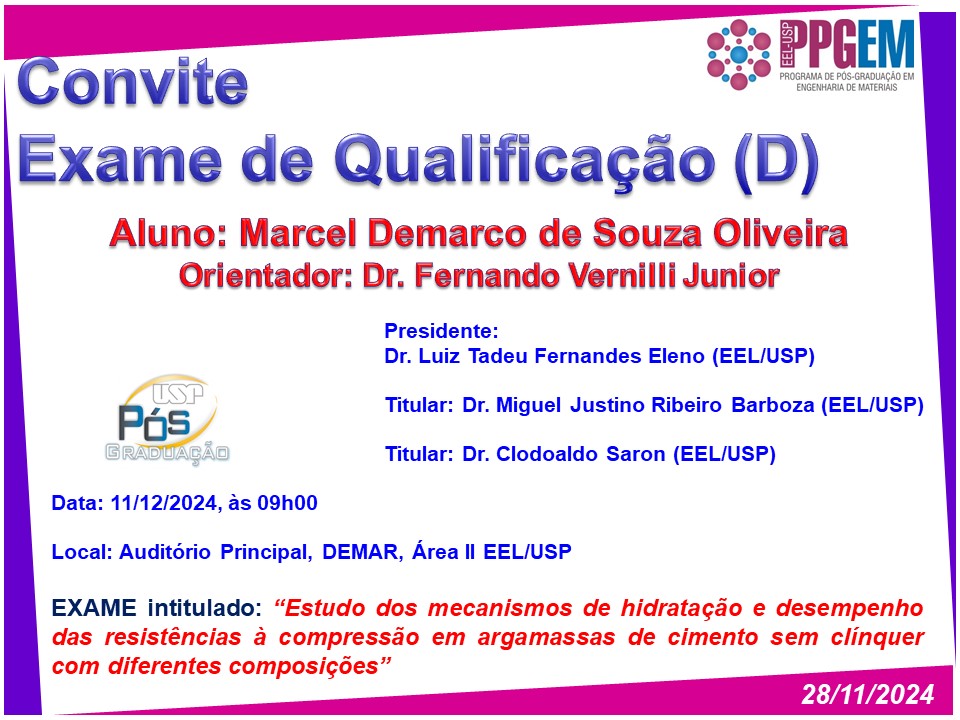 EEL-USP
PPGEM
PROGRAMA DE PÓS-GRADUAÇÃO EM
ENGENHARIA DE MATERIAIS
Convite
Exame de Qualificação (D)
Aluno: Marcel Demarco de Souza Oliveira
Orientador: Dr. Fernando Vernilli Junior
Presidente:
Dr. Luiz Tadeu Fernandes Eleno (EEL/USP)
Titular: Dr. Miguel Justino Ribeiro Barboza (EEL/USP)
Titular: Dr. Clodoaldo Saron (EEL/USP)
USP
PÓS
GRADUAÇÃO
Data: 11/12/2024, às 09h00
Local: Auditório Principal, DEMAR, Área II EEL/USP
EXAME intitulado: “Estudo dos mecanismos de hidratação e desempenho
das resistências à compressão em argamassas de cimento sem clínquer
com diferentes composições”
28/11/2024